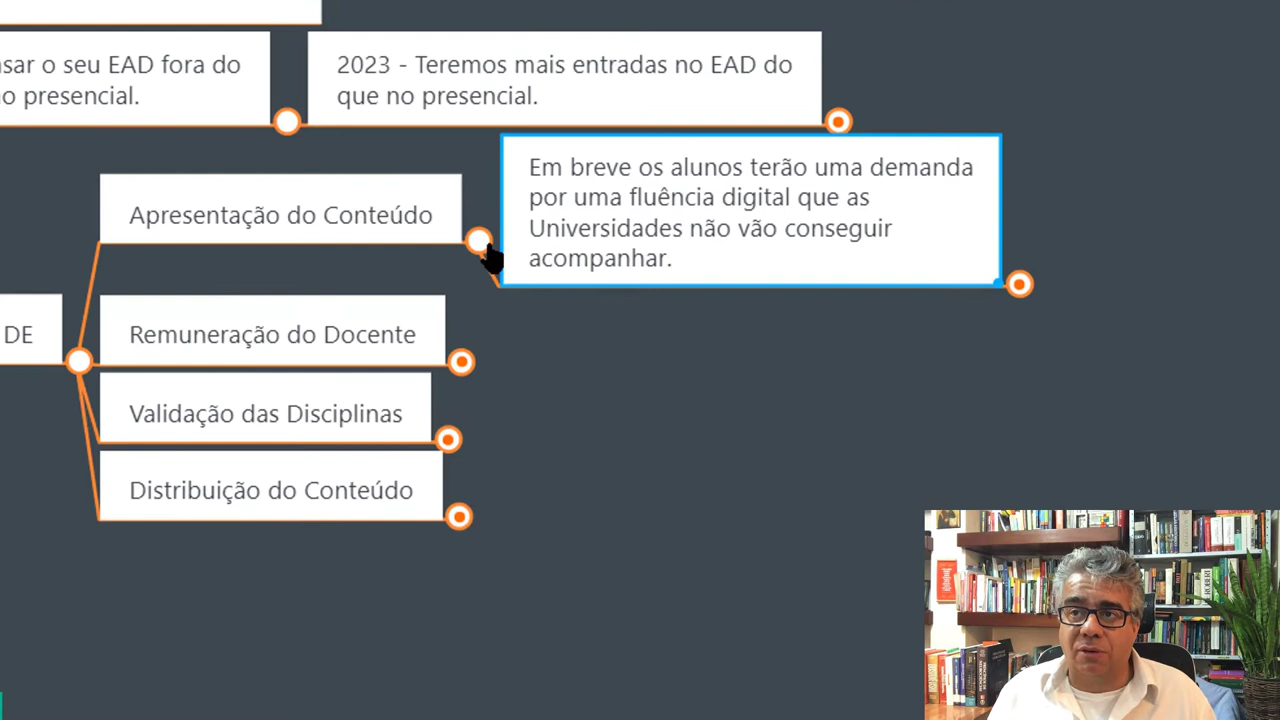 sar o seu EAD fora do
o presencial.
2023 - Teremos mais entradas no EAD do
que no presencial.
Em breve os alunos terão uma demanda
por uma fluência digital que as
Universidades não vão conseguir
acompanhar.
Apresentação do Conteúdo
DE
Remuneração do Docente
Validação das Disciplinas
Distribuição do Conteúdo